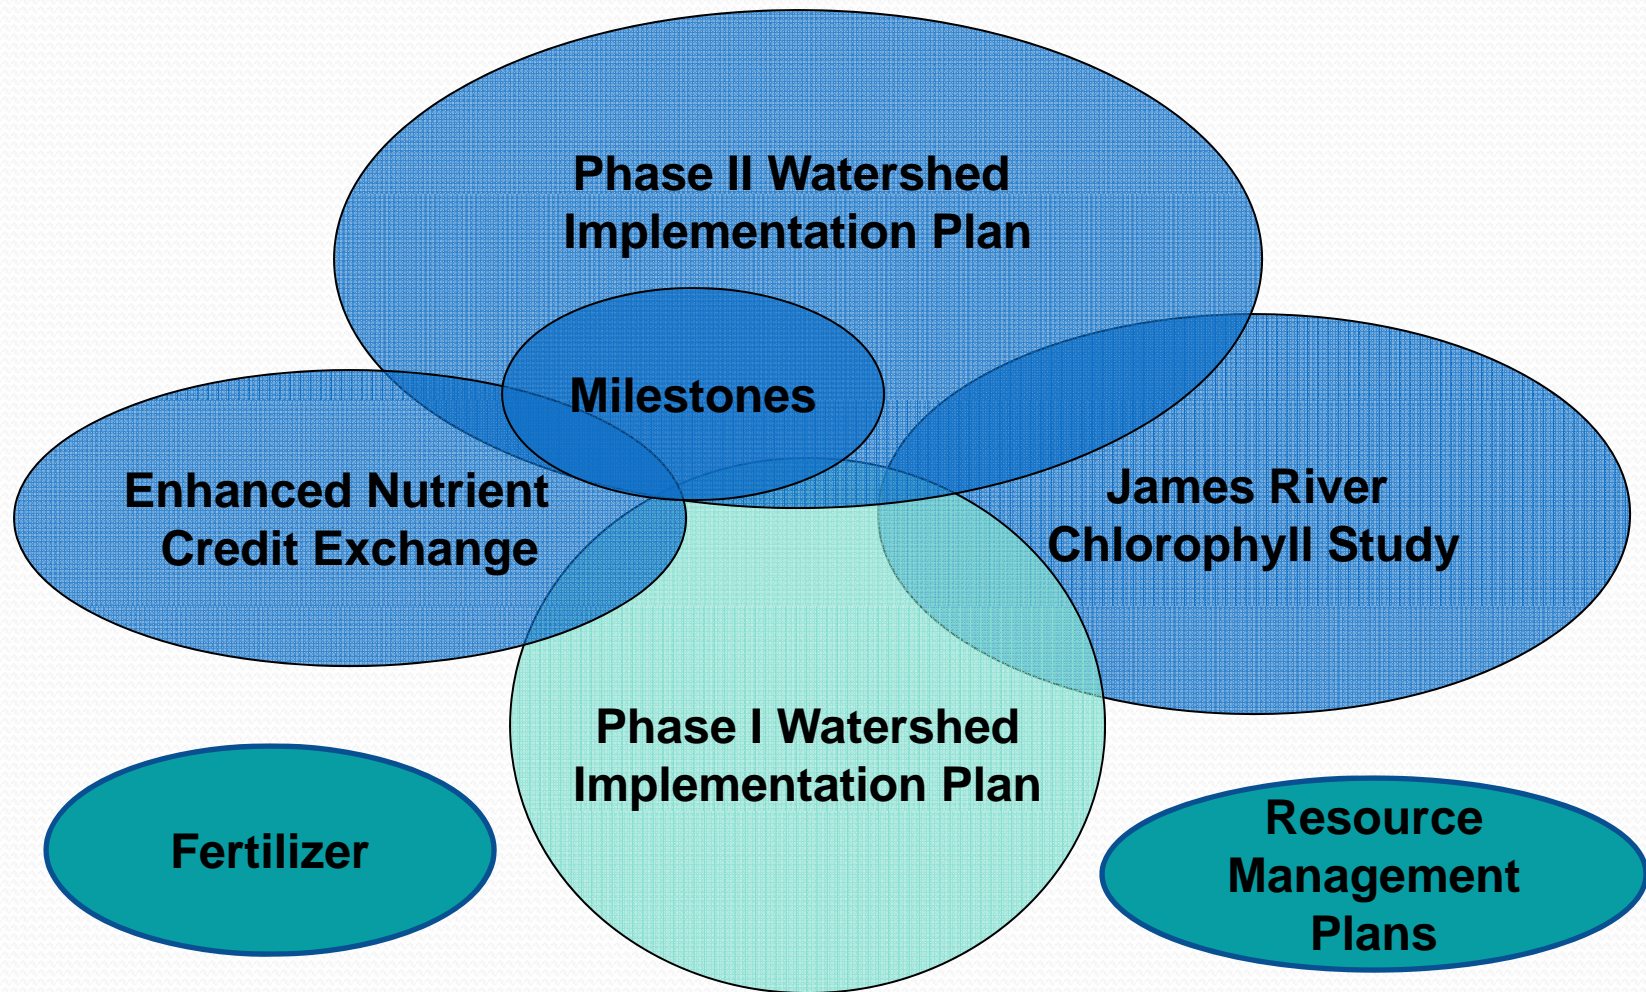 Phase II Watershed
Implementation Plan
Milestones
Enhanced Nutrient
Credit Exchange
James River
Chlorophyll Study
Phase I Watershed
Implementation Plan
Fertilizer
Resource
Management
Plans